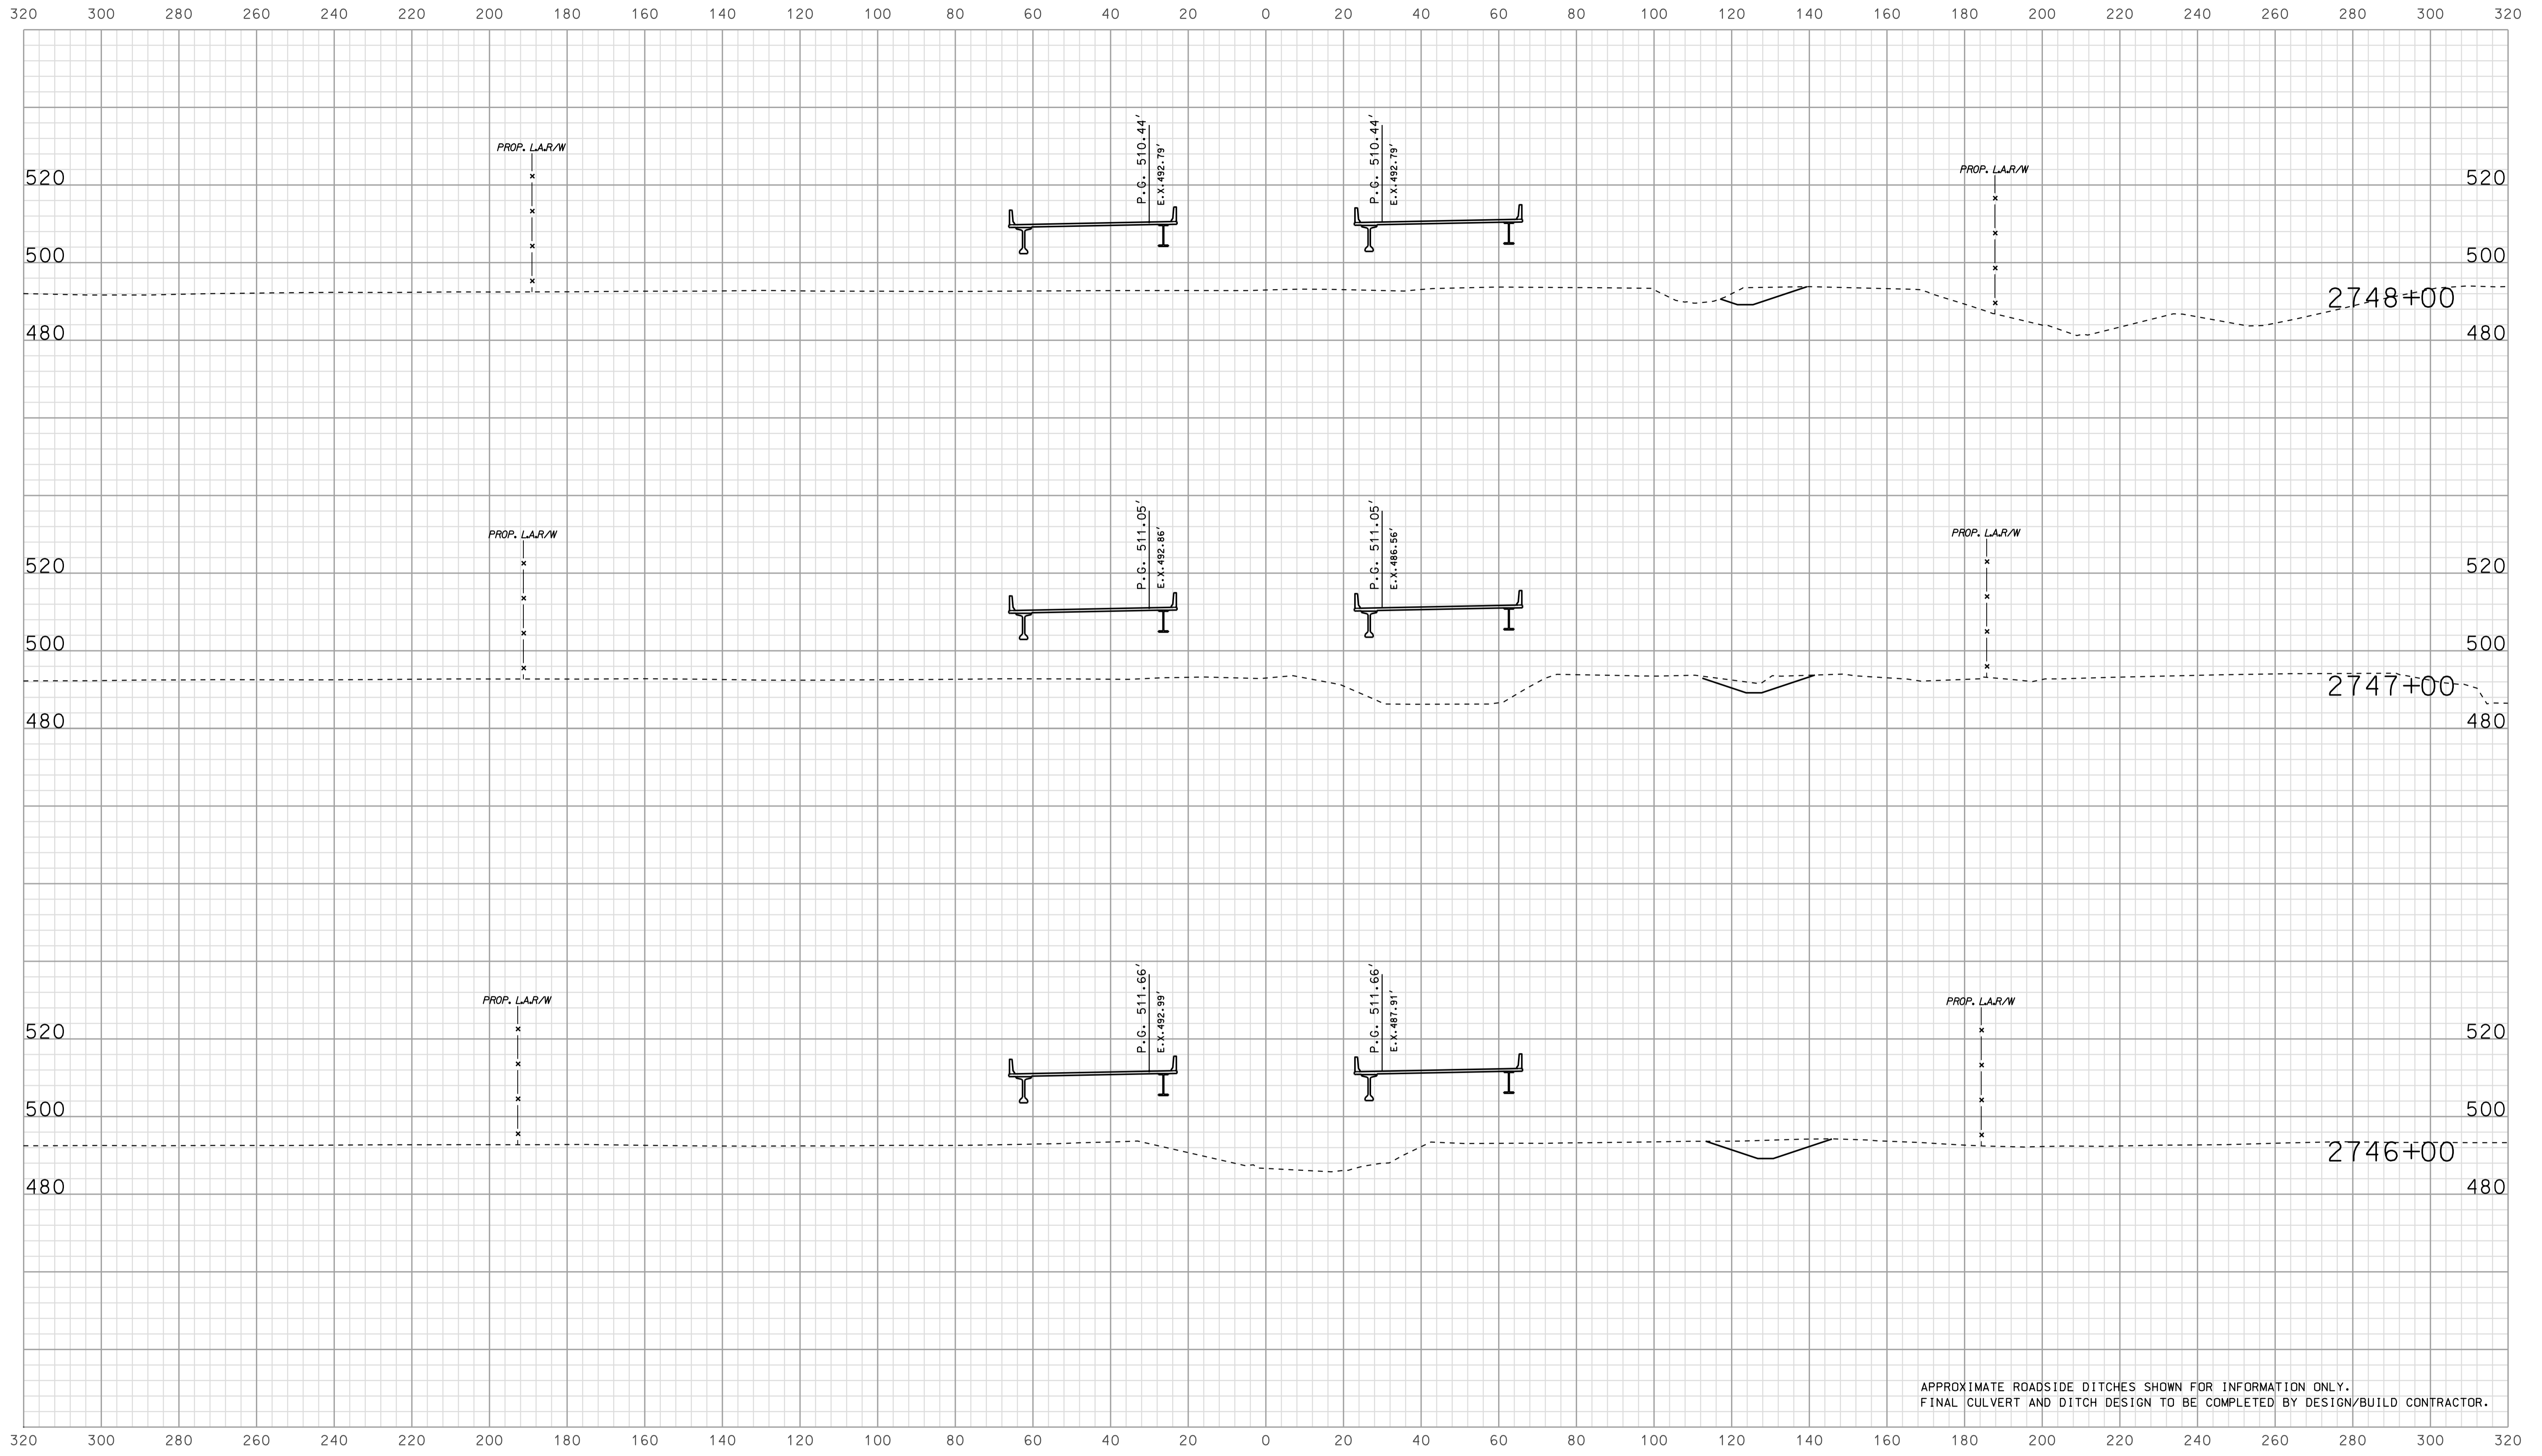 320 300 280 260 240 220 200 180 160 140 120 100 80 60 40 20 0 20 40 60 80 100 120 140 160 180 200 220 240 260 280 300 320
P.G. 510.44'
E.X.492.79'
P.G. 510.44'
E.X.492.79'
PROP. L.A.R/W
PROP. L.A.R/W
520 520
500 500
2748+00
480 480
P.G. 511.05'
E.X.492.86'
P.G. 511.05'
E.X.486.56'
PROP. L.A.R/W
PROP. L.A.R/W
520 520
500 500
2747+00
480 480
P.G. 511.66'
E.X.492.99'
P.G. 511.66'
E.X.487.91'
PROP. L.A.R/W
PROP. L.A.R/W
520 520
500 500
2746+00
480 480
APPROXIMATE ROADSIDE DITCHES SHOWN FOR INFORMATION ONLY.
FINAL CULVERT AND DITCH DESIGN TO BE COMPLETED BY DESIGN/BUILD CONTRACTOR.
320 300 280 260 240 220 200 180 160 140 120 100 80 60 40 20 0 20 40 60 80 100 120 140 160 180 200 220 240 260 280 300 320